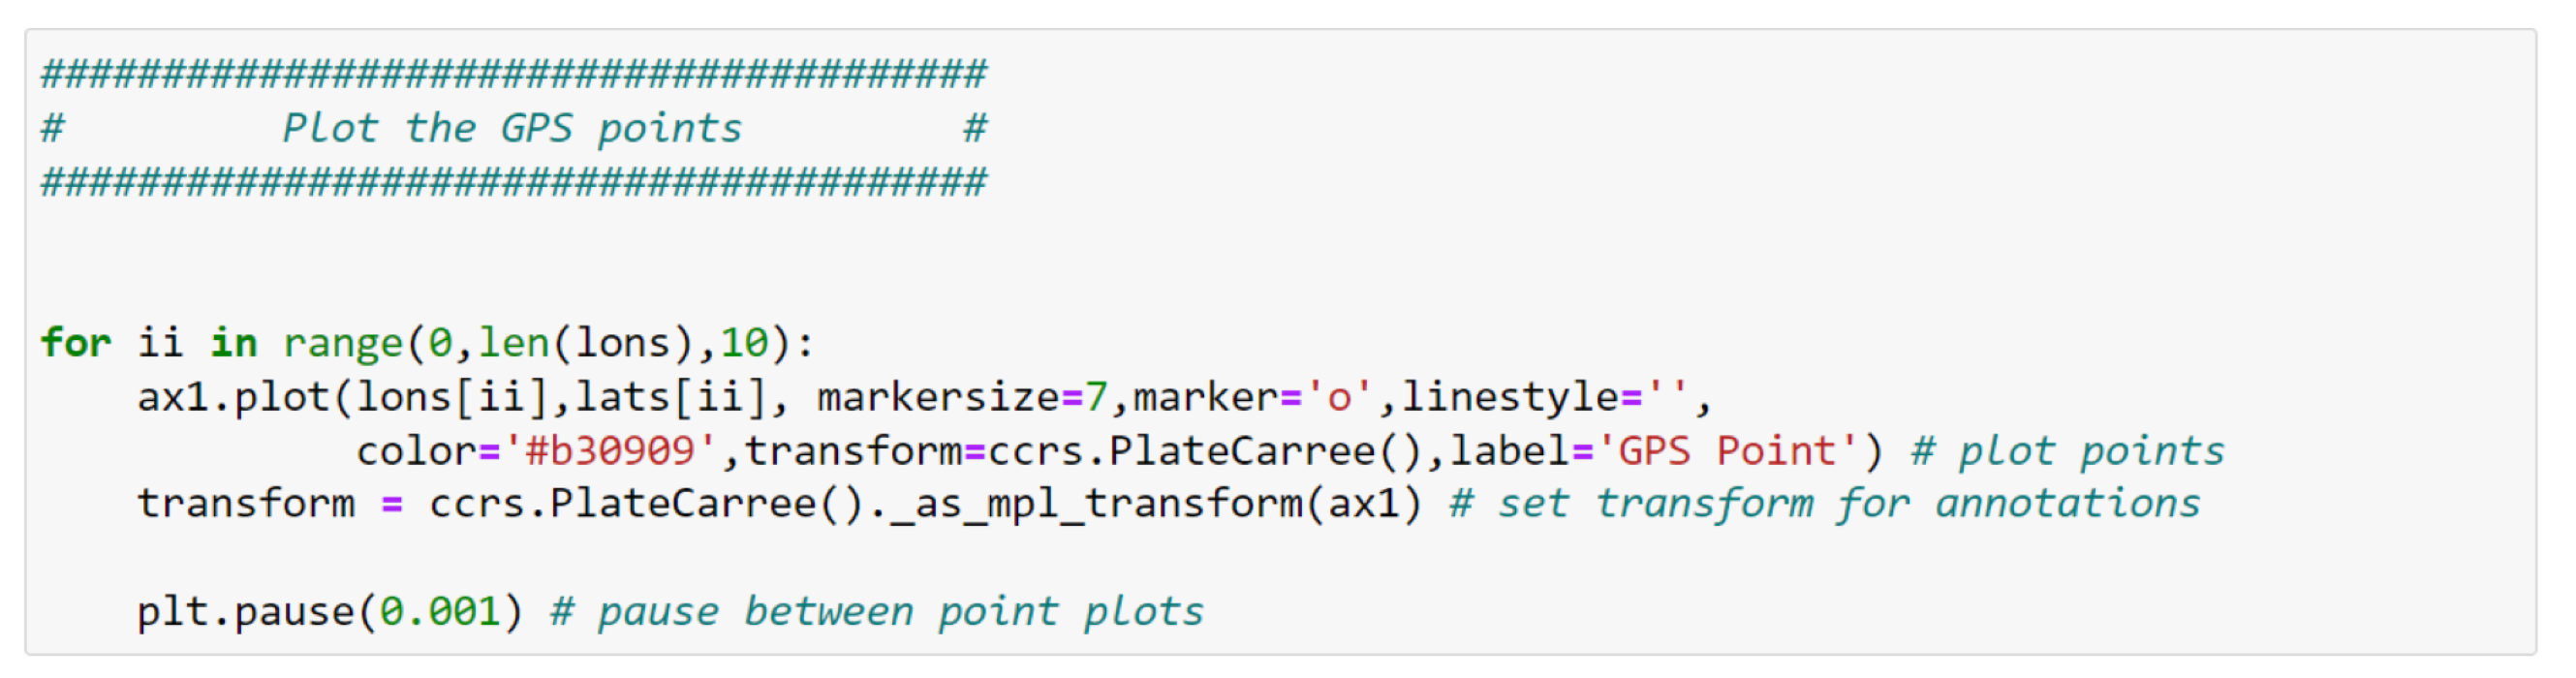 #######################################
#         Plot the GPS points         #
#######################################
for ii in range(0,len(lons),10):
    ax1.plot(lons[ii],lats[ii], markersize=7,marker='o',linestyle='',
             color='#b30909',transform=ccrs.PlateCarree(),label='GPS Point') # plot points
    transform = ccrs.PlateCarree()._as_mpl_transform(ax1) # set transform for annotations
    plt.pause(0.001) # pause between point plots